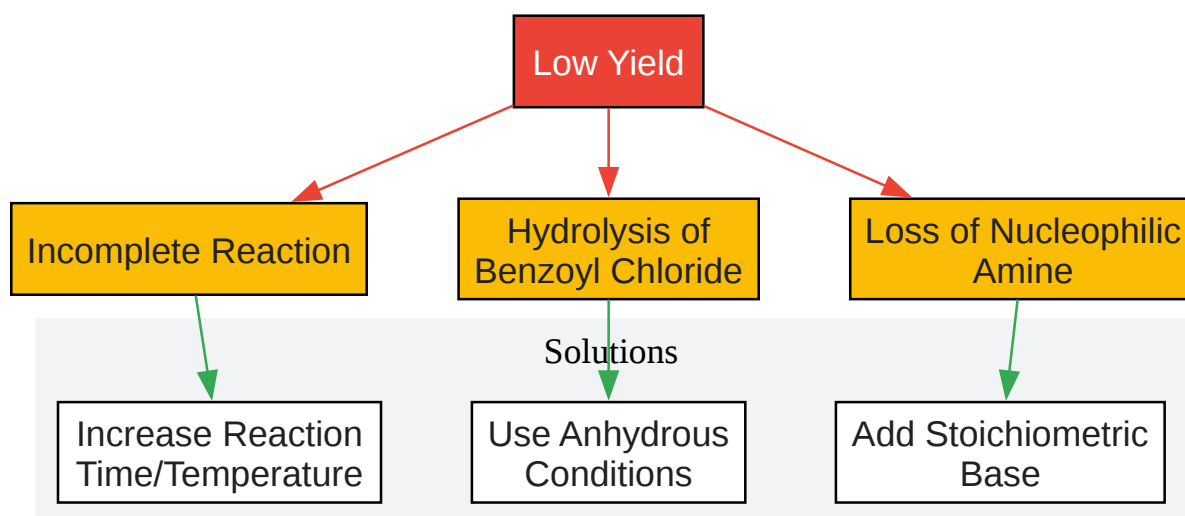 Low Yield
Incomplete Reaction
Hydrolysis of
Benzoyl Chloride
Loss of Nucleophilic
Amine
Solutions
Increase Reaction
Time/Temperature
Use Anhydrous
Conditions
Add Stoichiometric
Base